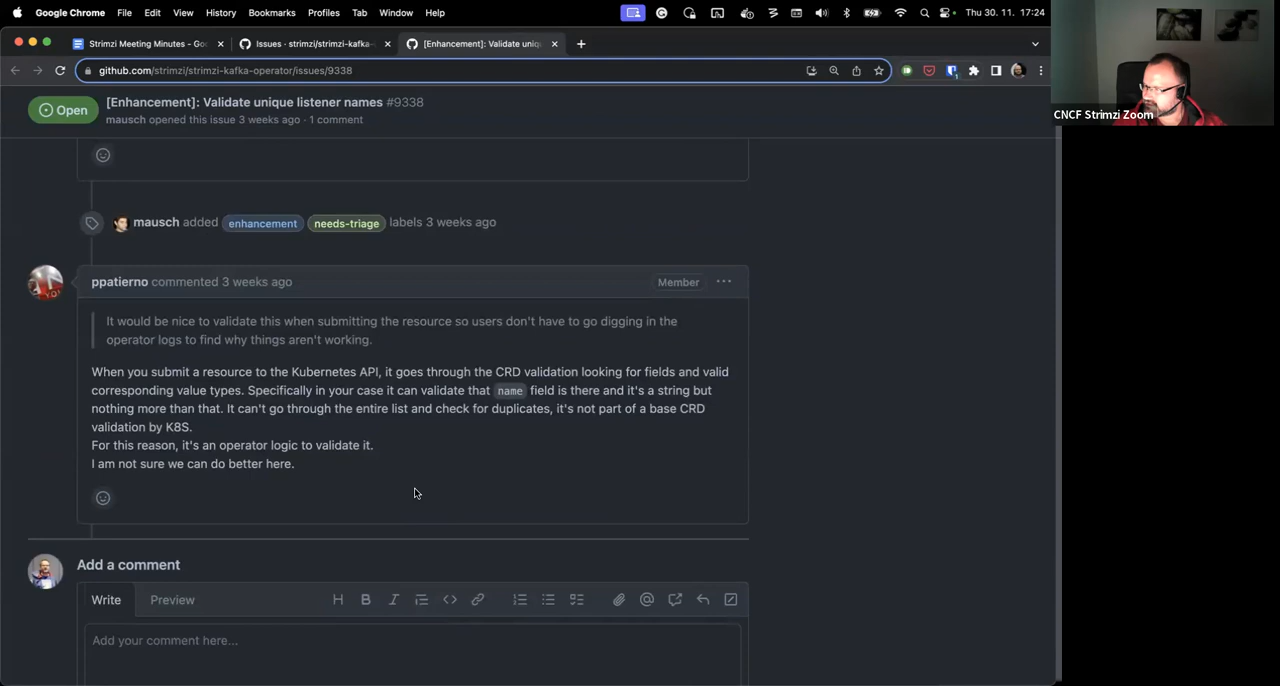 Google Chrome File Edit View History Bookmarks Profiles Tab Window Help Thu 30. 11. 17:24
Strimzi Meeting Minutes - Goo
Issues · strimzi/strimzi-kafka-
[Enhancement]: Validate uniq
github.com/strimzi/strimzi-kafka-operator/issues/9338
CNCF Strimzi Zoom
Open
[Enhancement]: Validate unique listener names #9338
mausch opened this issue 3 weeks ago · 1 comment
mausch added enhancement needs-triage labels 3 weeks ago
ppatierno commented 3 weeks ago Member
It would be nice to validate this when submitting the resource so users don't have to go digging in the
operator logs to find why things aren't working.
When you submit a resource to the Kubernetes API, it goes through the CRD validation looking for fields and valid
corresponding value types. Specifically in your case it can validate that name field is there and it's a string but
nothing more than that. It can't go through the entire list and check for duplicates, it's not part of a base CRD
validation by K8S.
For this reason, it's an operator logic to validate it.
I am not sure we can do better here.
Add a comment
Write Preview
Add your comment here...